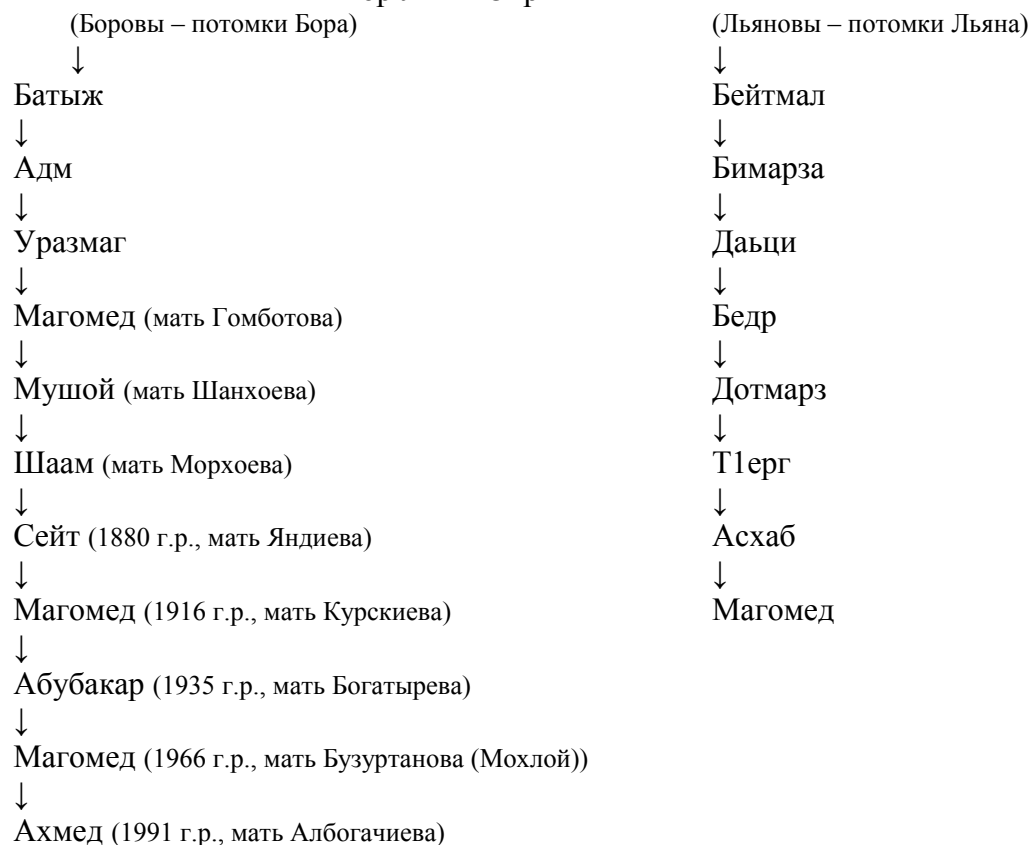 (Боровы – потомки Бора)
↓
Батыж
↓
Адм
↓
Уразмаг
↓
Магомед (мать Гомботова)
↓
Мушой (мать Шанхоева)
↓
Шаам (мать Морхоева)
↓
Сейт (1880 г.р., мать Яндиева)
↓
Магомед (1916 г.р., мать Курскиева)
↓
Абубакар (1935 г.р., мать Богатырева)
↓
Магомед (1966 г.р., мать Бузуртанова (Мохлой))
↓
Ахмед (1991 г.р., мать Албогачиева)
(Льяновы – потомки Льяна)
↓
Бейтмал
↓
Бимарза
↓
Даьци
↓
Бедр
↓
Дотмарз
↓
Т1ерг
↓
Асхаб
↓
Магомед